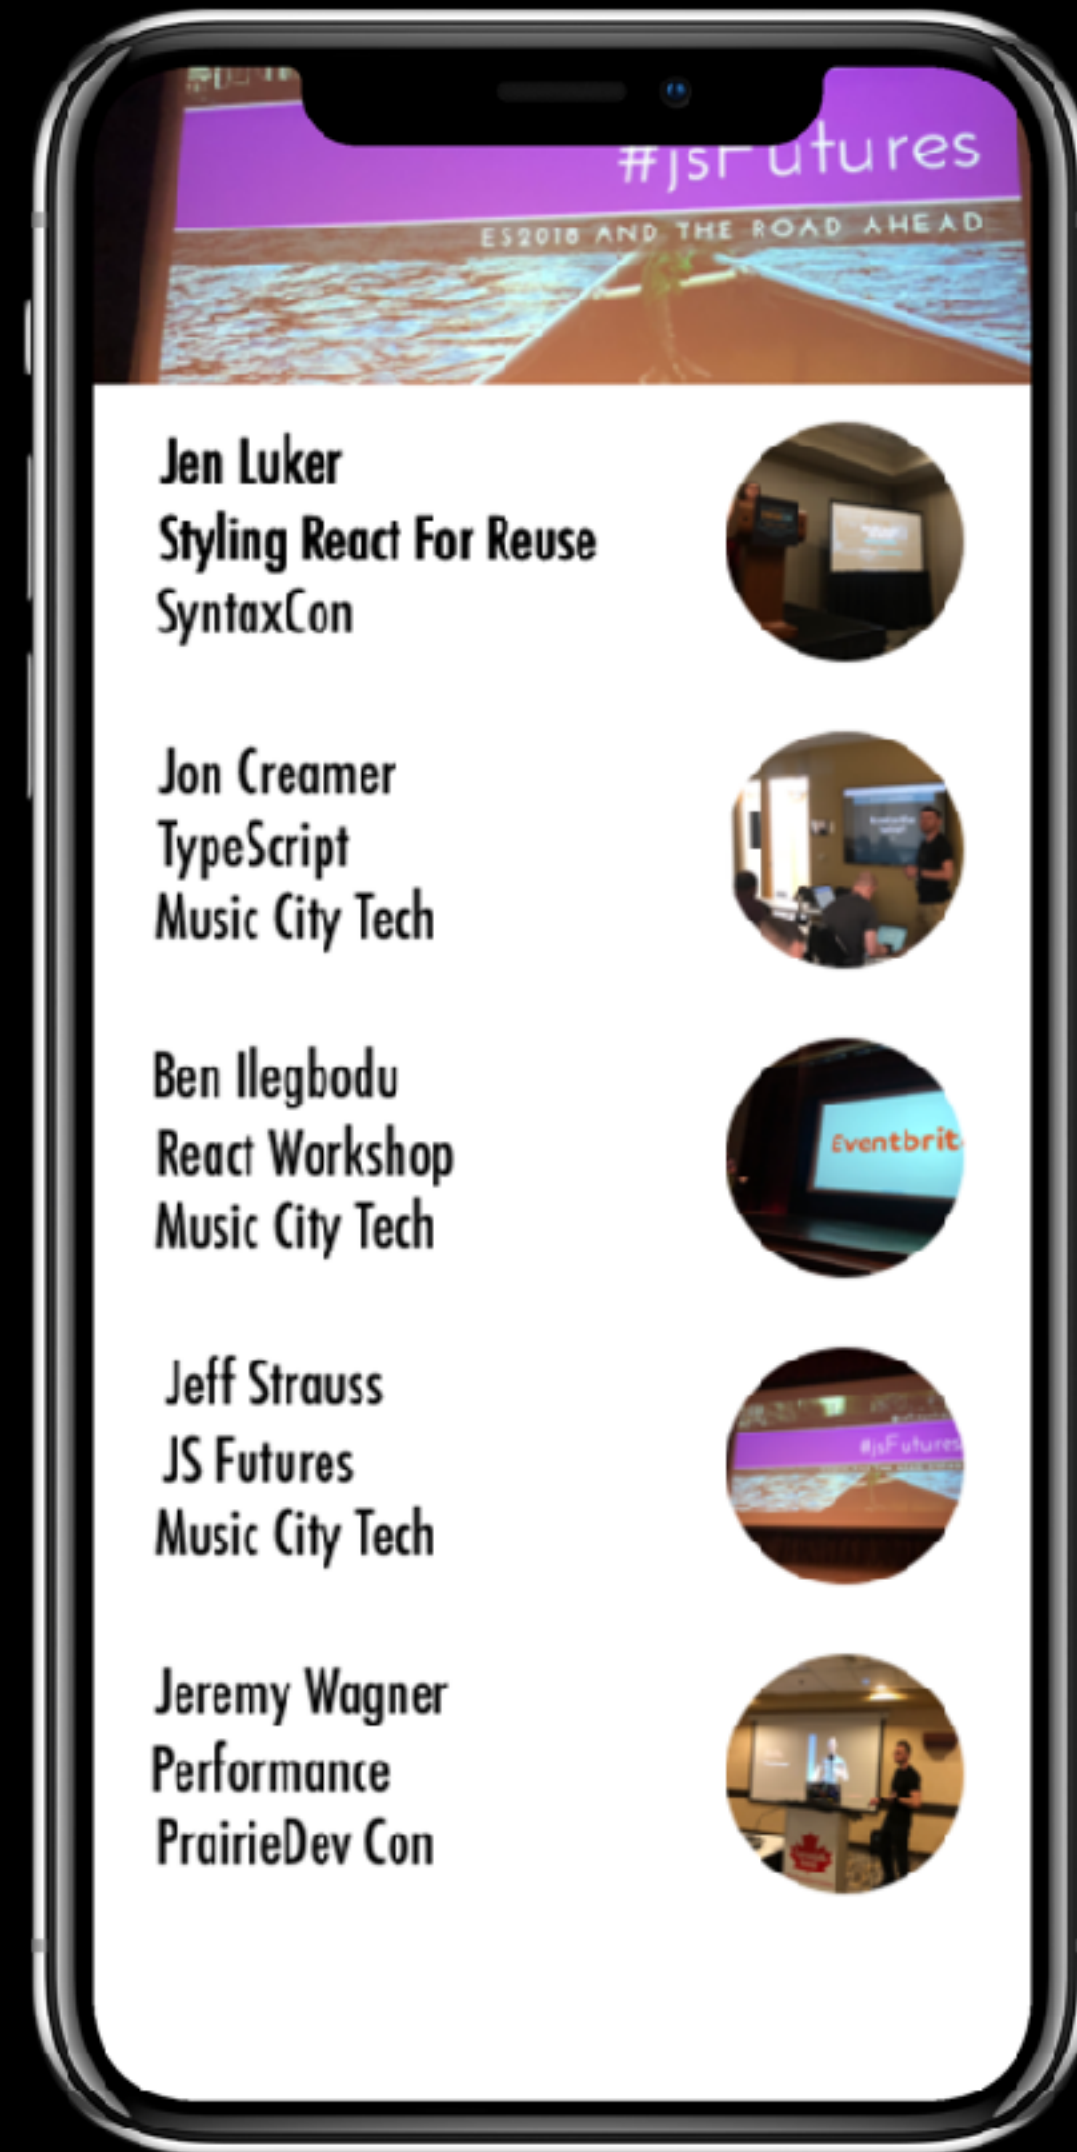 #jsFutures
ES2018 AND THE ROAD AHEAD
Jen Luker
Styling React For Reuse
SyntaxCon
Jon Creamer
TypeScript
Music City Tech
Ben Ilegbodu
React Workshop
Music City Tech
Eventbrit
Jeff Strauss
JS Futures
Music City Tech
#jsFutures
Jeremy Wagner
Performance
PrairieDev Con